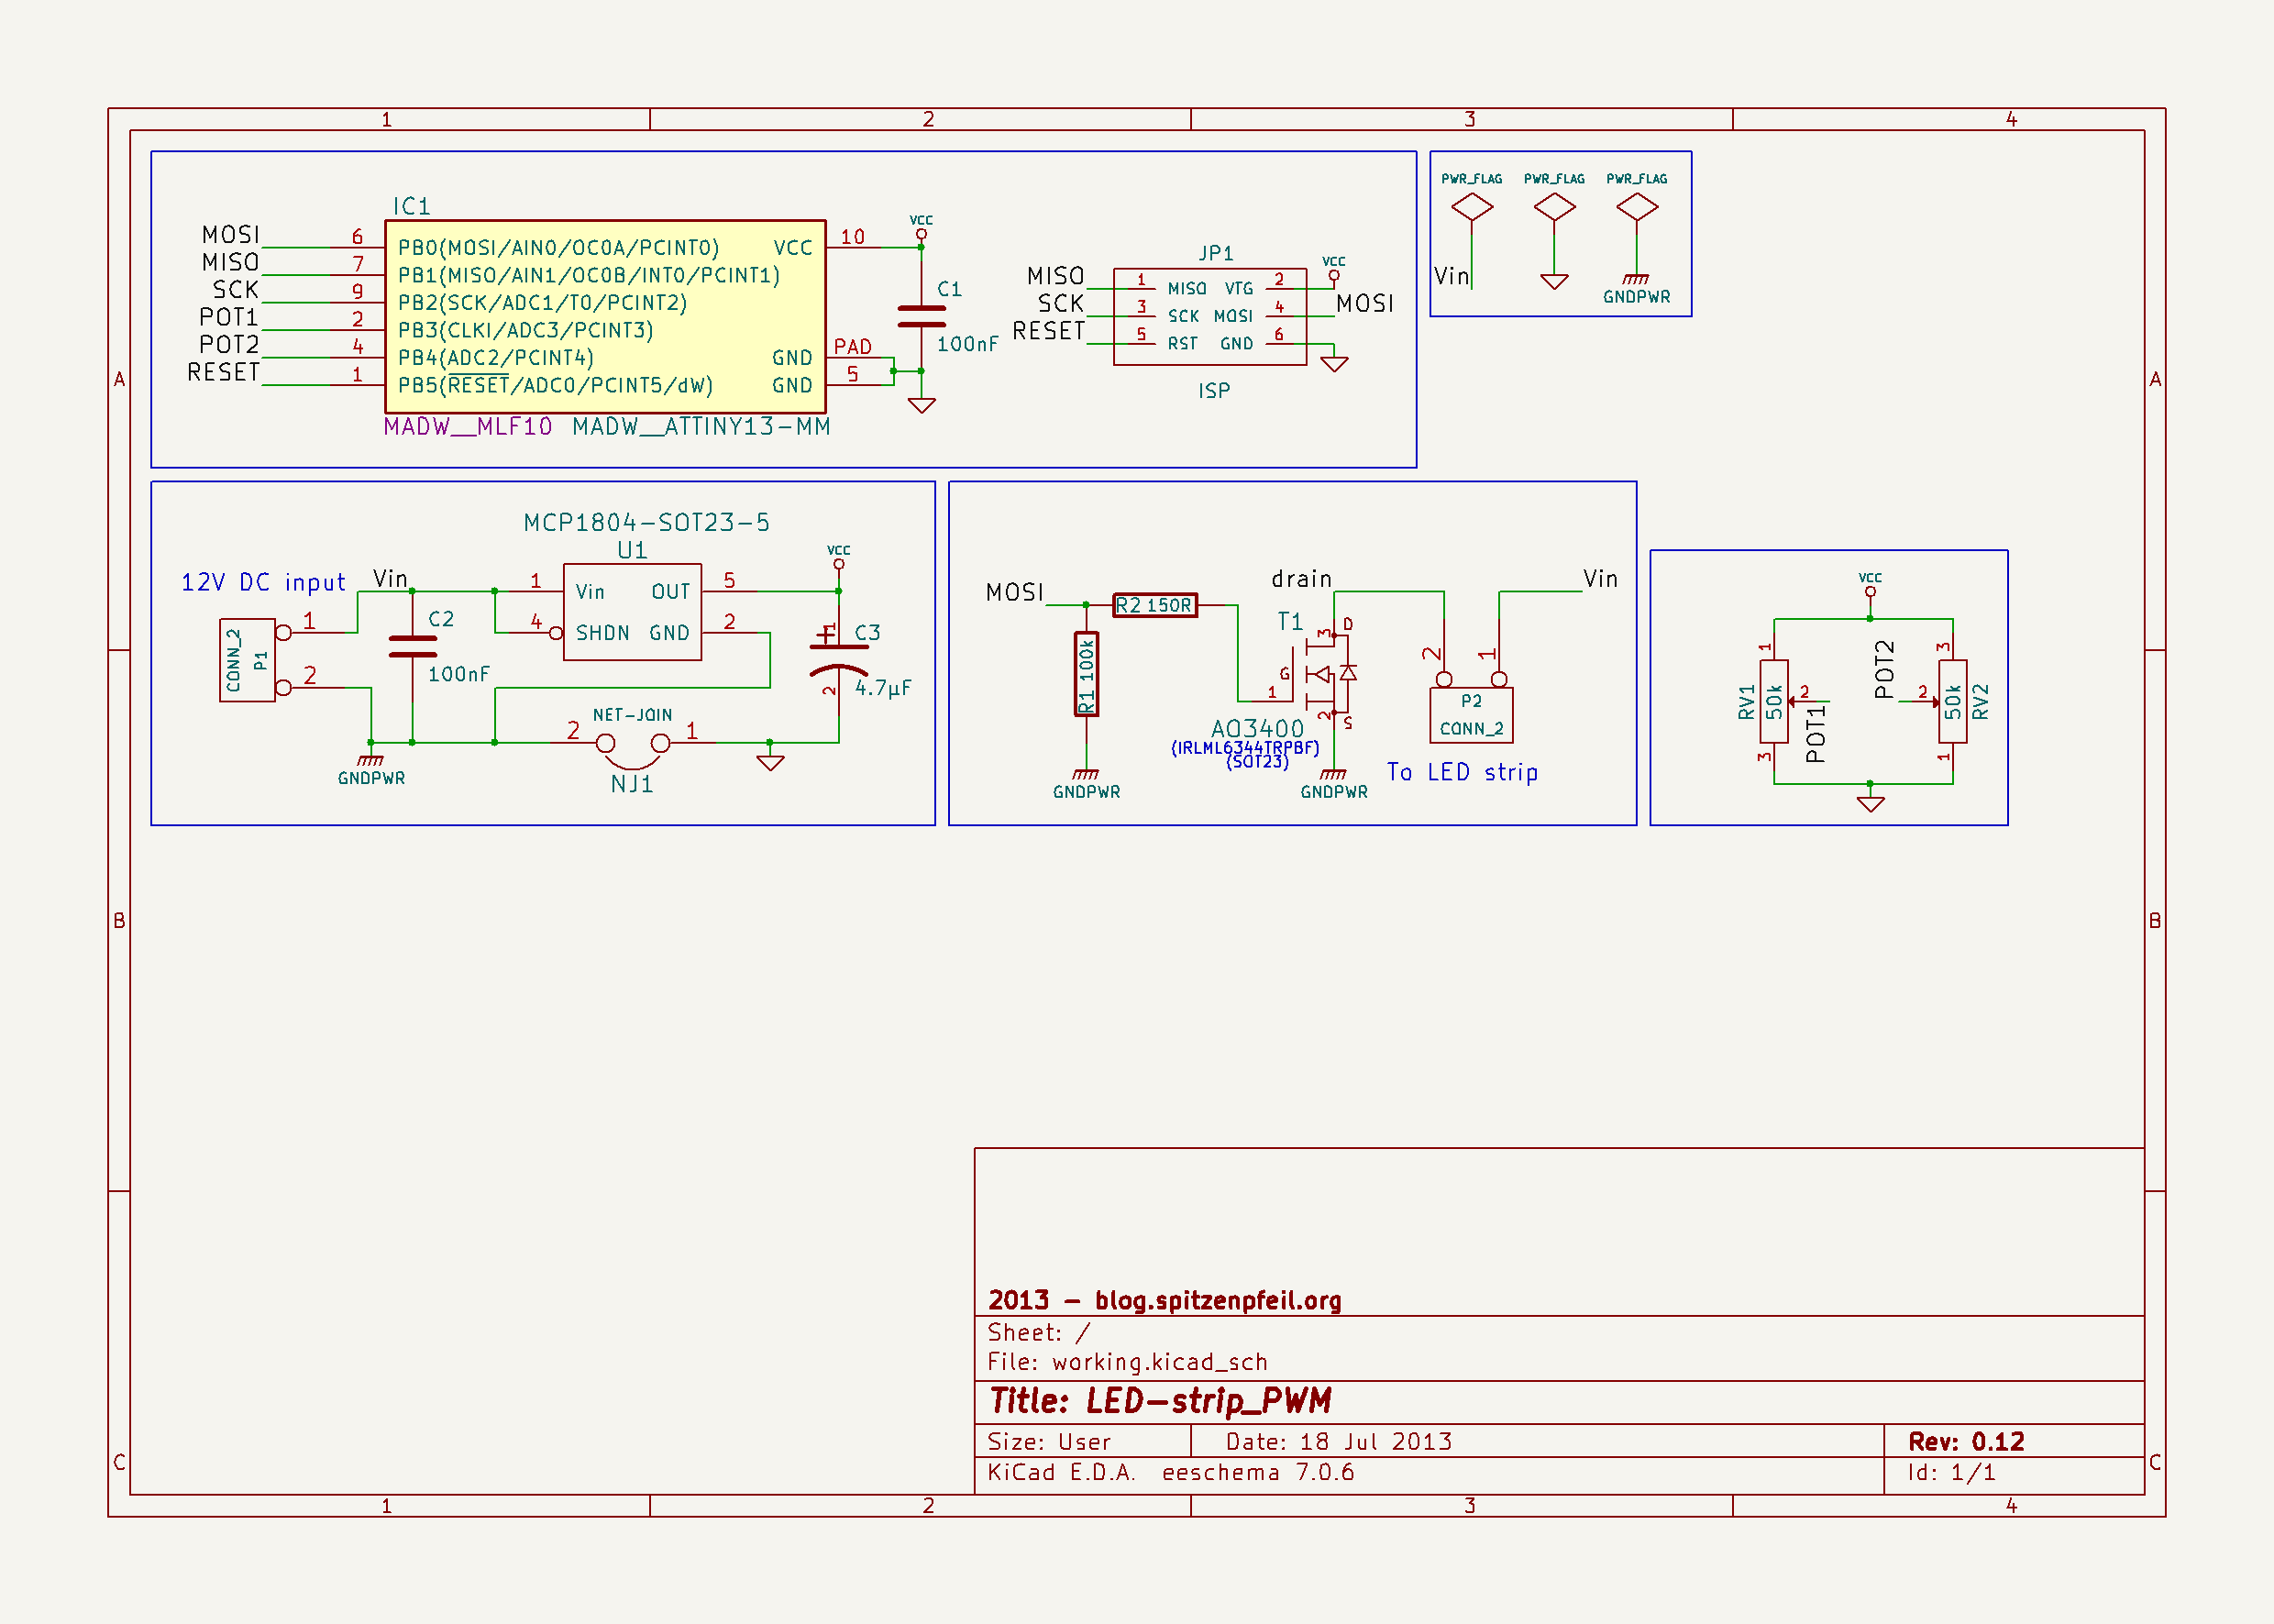 1 2 3 4
A A
B B
C C
IC1
MOSI 6 PB0(MOSI/AIN0/OC0A/PCINT0) VCC 10 VCC
MISO 7 PB1(MISO/AIN1/OC0B/INT0/PCINT1)
SCK 9 PB2(SCK/ADC1/T0/PCINT2)
POT1 2 PB3(CLKI/ADC3/PCINT3)
POT2 4 PB4(ADC2/PCINT4) GND PAD
RESET 1 PB5(RESET/ADC0/PCINT5/dW) GND 5
MADW__MLF10 MADW__ATTINY13-MM
C1
100nF
JP1
VCC
MISO 1 MISO VTG 2
SCK 3 SCK MOSI 4 MOSI
RESET 5 RST GND 6
ISP
PWR_FLAG PWR_FLAG PWR_FLAG
Vin
GNDPWR
MCP1804-SOT23-5
U1
VCC
12V DC input Vin 1 Vin OUT 5
4 SHDN GND 2
CONN_2
P1
1
2
C2
100nF
1 C3
2 4.7µF
NET-JOIN
2 1
NJ1
GNDPWR
MOSI R2 150R drain Vin
R1 100k
T1 3 D
G
1
2 S
AO3400
(IRLML6344TRPBF)
(SOT23)
GNDPWR GNDPWR
2 1
P2
CONN_2
To LED strip
VCC
RV1 50k 1 2 3 POT1
POT2 3 2 1 50k RV2
2013 - blog.spitzenpfeil.org
Sheet: /
File: working.kicad_sch
Title: LED-strip_PWM
Size: User Date: 18 Jul 2013 Rev: 0.12
KiCad E.D.A. eeschema 7.0.6 Id: 1/1
1 2 3 4